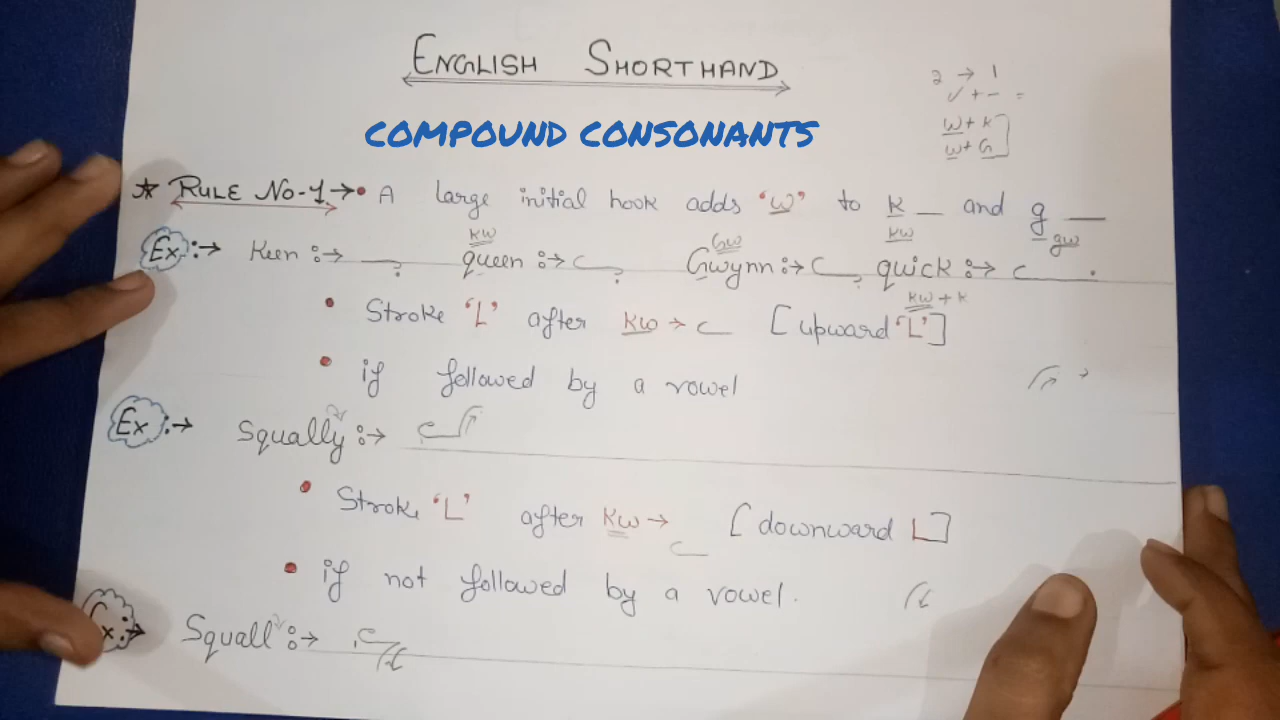 ENGLISH SHORTHAND
COMPOUND CONSONANTS
2 → 1
✓ + – =
W + K
W + G
★ RULE NO-1 → • A large initial hook adds 'w' to k — and g —
kw gw
kw Gw
Ex :→ Keen :→ queen :→ Gwynn :→ quick :→
kw + k
• Stroke 'L' after kw → [upward 'L']
• if followed by a vowel
Ex :→ Squally :→
• Stroke 'L' after kw → [downward L]
• if not followed by a vowel.
Ex → Squall :→